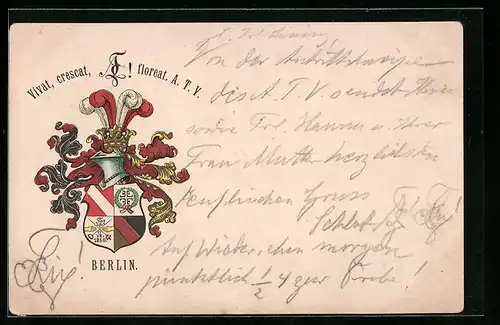 Vivat, crescat, floreat. A. T. V.
BERLIN.
Von der Antrittskneipe
des A. T. V. sendet Ihnen
sowie Frl. Hanna u. Ihrer
Frau Mutter herzlichsten
Gruss
Auf Wiedersehen morgen
pünktlich ½ 4 zur Probe!